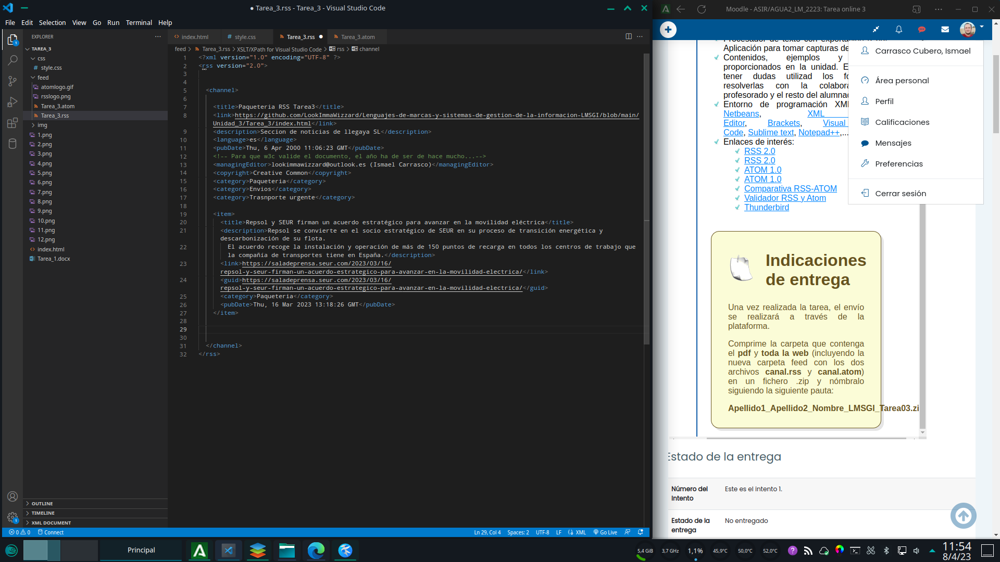 ● Tarea_3.rss - Tarea_3 - Visual Studio Code
File Edit Selection View Go Run Terminal Help
EXPLORER
TAREA_3
css
style.css
feed
atomlogo.gif
rsslogo.png
Tarea_3.atom
Tarea_3.rss
img
1.png
2.png
3.png
4.png
5.png
6.png
7.png
8.png
9.png
10.png
11.png
12.png
index.html
Tarea_1.docx
OUTLINE
TIMELINE
XML DOCUMENT
index.html style.css Tarea_3.rss Tarea_3.atom
feed > Tarea_3.rss > XSLT/XPath for Visual Studio Code > rss > channel
1 <?xml version="1.0" encoding="UTF-8" ?>
2 <rss version="2.0">
3
4
5 <channel>
6
7 <title>Paqueteria RSS Tarea3</title>
8 <link>https://github.com/LookImmaWizzard/Lenguajes-de-marcas-y-sistemas-de-gestion-de-la-informacion-LMSGI/blob/main/
Unidad_3/Tarea_3/index.html</link>
9 <description>Seccion de noticias de llegaya SL</description>
10 <language>es</language>
11 <pubDate>Thu, 6 Apr 2000 11:06:23 GMT</pubDate>
12 <!-- Para que w3c valide el documento, el año ha de ser de hace mucho...-->
13 <managingEditor>lookimmawizzard@outlook.es (Ismael Carrasco)</managingEditor>
14 <copyright>Creative Common</copyright>
15 <category>Paqueteria</category>
16 <category>Envios</category>
17 <category>Trasnporte urgente</category>
18
19 <item>
20 <title>Repsol y SEUR firman un acuerdo estratégico para avanzar en la movilidad eléctrica</title>
21 <description>Repsol se convierte en el socio estratégico de SEUR en su proceso de transición energética y
descarbonización de su flota.
22 El acuerdo recoge la instalación y operación de más de 150 puntos de recarga en todos los centros de trabajo que
la compañía de transportes tiene en España.</description>
23 <link>https://saladeprensa.seur.com/2023/03/16/
repsol-y-seur-firman-un-acuerdo-estrategico-para-avanzar-en-la-movilidad-electrica/</link>
24 <guid>https://saladeprensa.seur.com/2023/03/16/
repsol-y-seur-firman-un-acuerdo-estrategico-para-avanzar-en-la-movilidad-electrica/</guid>
25 <category>Paqueteria</category>
26 <pubDate>Thu, 16 Mar 2023 13:18:26 GMT</pubDate>
27 </item>
28
29
30
31 </channel>
32 </rss>
0 0 Connect
Ln 29, Col 4 Spaces: 2 UTF-8 LF XML Go Live
Moodle - ASIR/AGUA2_LM_2223: Tarea online 3
Aplicación para tomar capturas de
Contenidos, ejemplos y
proporcionados en la unidad. E
tener dudas utilizad los fo
resolverlas con la colabora
profesorado y el resto del alumnad
Entorno de programación XM
Netbeans, XML
Editor, Brackets, Visual
Code, Sublime text, Notepad++,...
Enlaces de interés:
RSS 2.0
RSS 2.0
ATOM 1.0
ATOM 1.0
Comparativa RSS-ATOM
Validador RSS y Atom
Thunderbird
Carrasco Cubero, Ismael
Área personal
Perfil
Calificaciones
Mensajes
Preferencias
Cerrar sesión
Indicaciones
de entrega
Una vez realizada la tarea, el envío
se realizará a través de la
plataforma.
Comprime la carpeta que contenga
el pdf y toda la web (incluyendo la
nueva carpeta feed con los dos
archivos canal.rss y canal.atom)
en un fichero .zip y nómbralo
siguiendo la siguiente pauta:
Apellido1_Apellido2_Nombre_LMSGI_Tarea03.zi
Estado de la entrega
Número del
intento
Este es el intento 1.
Estado de la
entrega
No entregado
Principal
5,4 GiB 3,7 GHz 1,1% 45,9°C 50,0°C 52,0°C
11:54
8/4/23